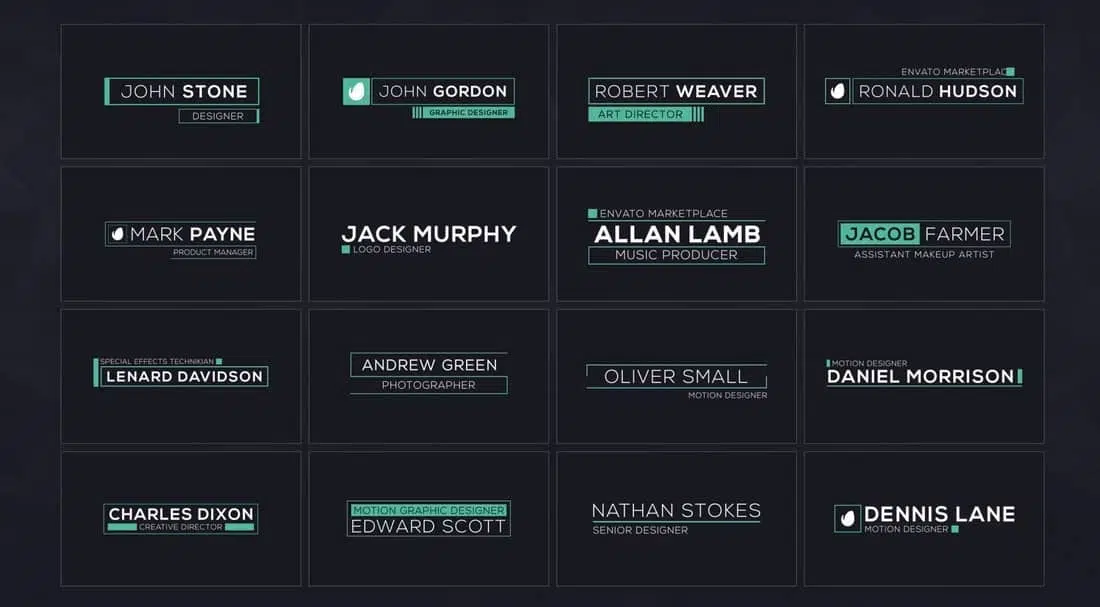 JOHN STONE
DESIGNER
JOHN GORDON
GRAPHIC DESIGNER
ROBERT WEAVER
ART DIRECTOR
ENVATO MARKETPLAC
RONALD HUDSON
MARK PAYNE
PRODUCT MANAGER
JACK MURPHY
LOGO DESIGNER
ENVATO MARKETPLACE
ALLAN LAMB
MUSIC PRODUCER
JACOB FARMER
ASSISTANT MAKEUP ARTIST
SPECIAL EFFECTS TECHNIKIAN
LENARD DAVIDSON
ANDREW GREEN
PHOTOGRAPHER
OLIVER SMALL
MOTION DESIGNER
MOTION DESIGNER
DANIEL MORRISON
CHARLES DIXON
CREATIVE DIRECTOR
MOTION GRAPHIC DESIGNER
EDWARD SCOTT
NATHAN STOKES
SENIOR DESIGNER
DENNIS LANE
MOTION DESIGNER